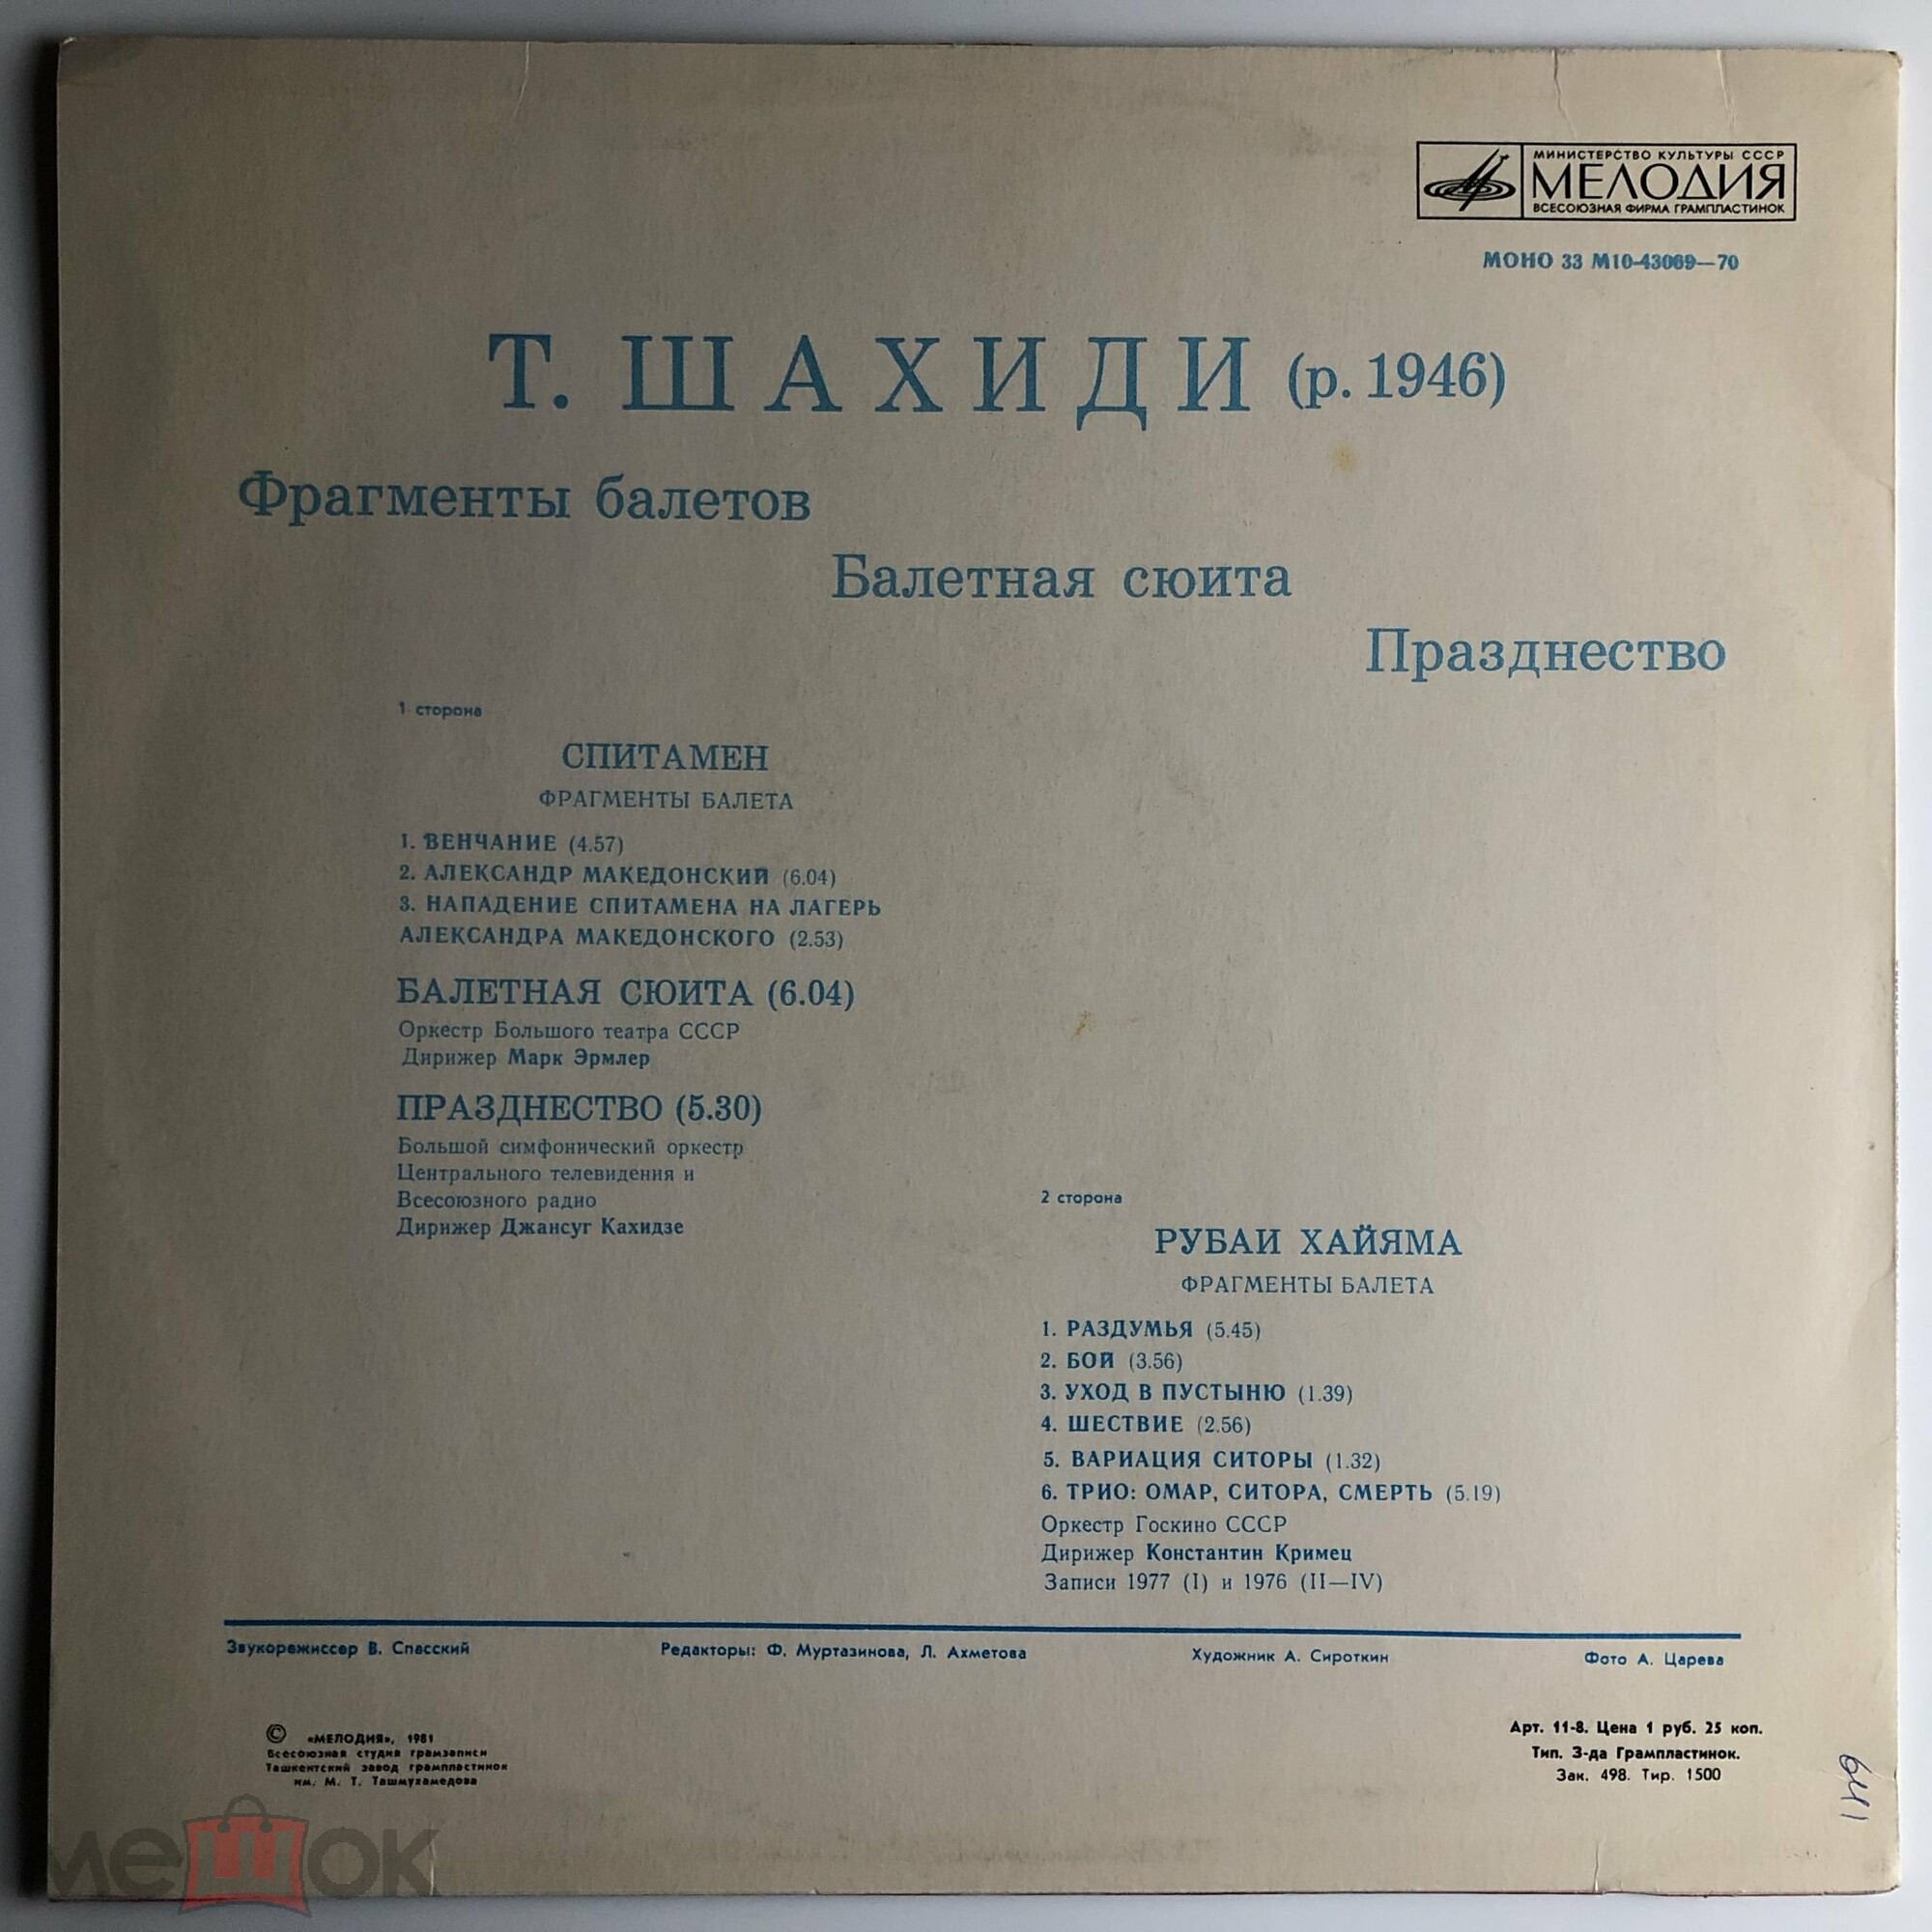 МИНИСТЕРСТВО КУЛЬТУРЫ СССР
МЕЛОДИЯ
ВСЕСОЮЗНАЯ ФИРМА ГРАМПЛАСТИНОК
МОНО 33 М10-43069—70
Т. ШАХИДИ (р. 1946)
Фрагменты балетов
Балетная сюита
Празднество
1 сторона
СПИТАМЕН
ФРАГМЕНТЫ БАЛЕТА
1. ВЕНЧАНИЕ (4.57)
2. АЛЕКСАНДР МАКЕДОНСКИЙ (6.04)
3. НАПАДЕНИЕ СПИТАМЕНА НА ЛАГЕРЬ
АЛЕКСАНДРА МАКЕДОНСКОГО (2.53)
БАЛЕТНАЯ СЮИТА (6.04)
Оркестр Большого театра СССР
Дирижер Марк Эрмлер
ПРАЗДНЕСТВО (5.30)
Большой симфонический оркестр
Центрального телевидения и
Всесоюзного радио
Дирижер Джансуг Кахидзе
2 сторона
РУБАИ ХАЙЯМА
ФРАГМЕНТЫ БАЛЕТА
1. РАЗДУМЬЯ (5.45)
2. БОЙ (3.56)
3. УХОД В ПУСТЫНЮ (1.39)
4. ШЕСТВИЕ (2.56)
5. ВАРИАЦИЯ СИТОРЫ (1.32)
6. ТРИО: ОМАР, СИТОРА, СМЕРТЬ (5.19)
Оркестр Госкино СССР
Дирижер Константин Кримец
Записи 1977 (I) и 1976 (II—IV)
Звукорежиссер В. Спасский
Редакторы: Ф. Муртазинова, Л. Ахметова
Художник А. Сироткин
Фото А. Царева
© «МЕЛОДИЯ», 1981
Всесоюзная студия грамзаписи
Ташкентский завод грампластинок
им. М. Т. Ташмухамедова
Арт. 11-8. Цена 1 руб. 25 коп.
Тип. З-да Грампластинок.
Зак. 498. Тир. 1500
мешок